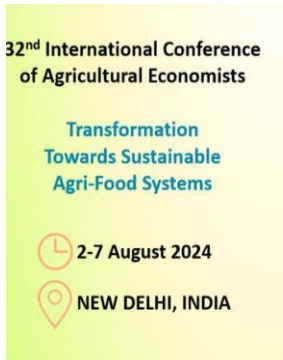 32nd International Conference
of Agricultural Economists
Transformation
Towards Sustainable
Agri-Food Systems
2-7 August 2024
NEW DELHI, INDIA